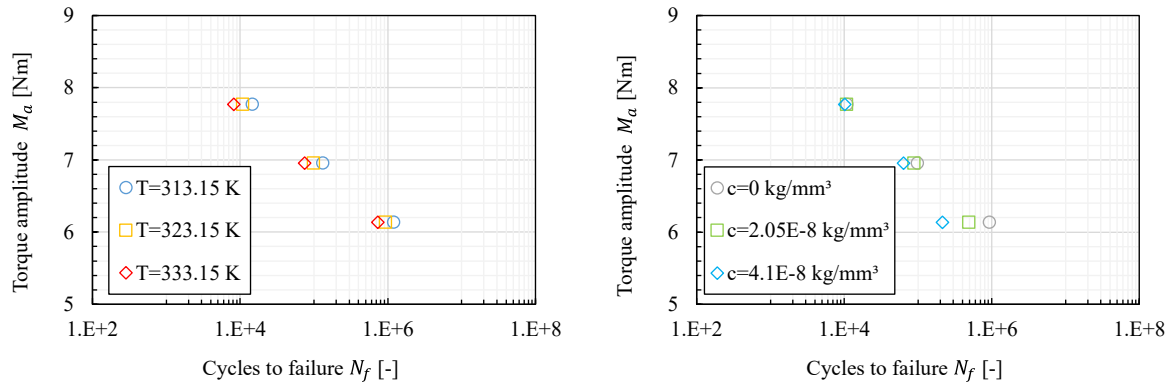 9
8
7
6
5
Torque amplitude M_a [Nm]
T=313.15 K
T=323.15 K
T=333.15 K
1.E+2 1.E+4 1.E+6 1.E+8
Cycles to failure N_f [-]
9
8
7
6
5
Torque amplitude M_a [Nm]
c=0 kg/mm³
c=2.05E-8 kg/mm³
c=4.1E-8 kg/mm³
1.E+2 1.E+4 1.E+6 1.E+8
Cycles to failure N_f [-]